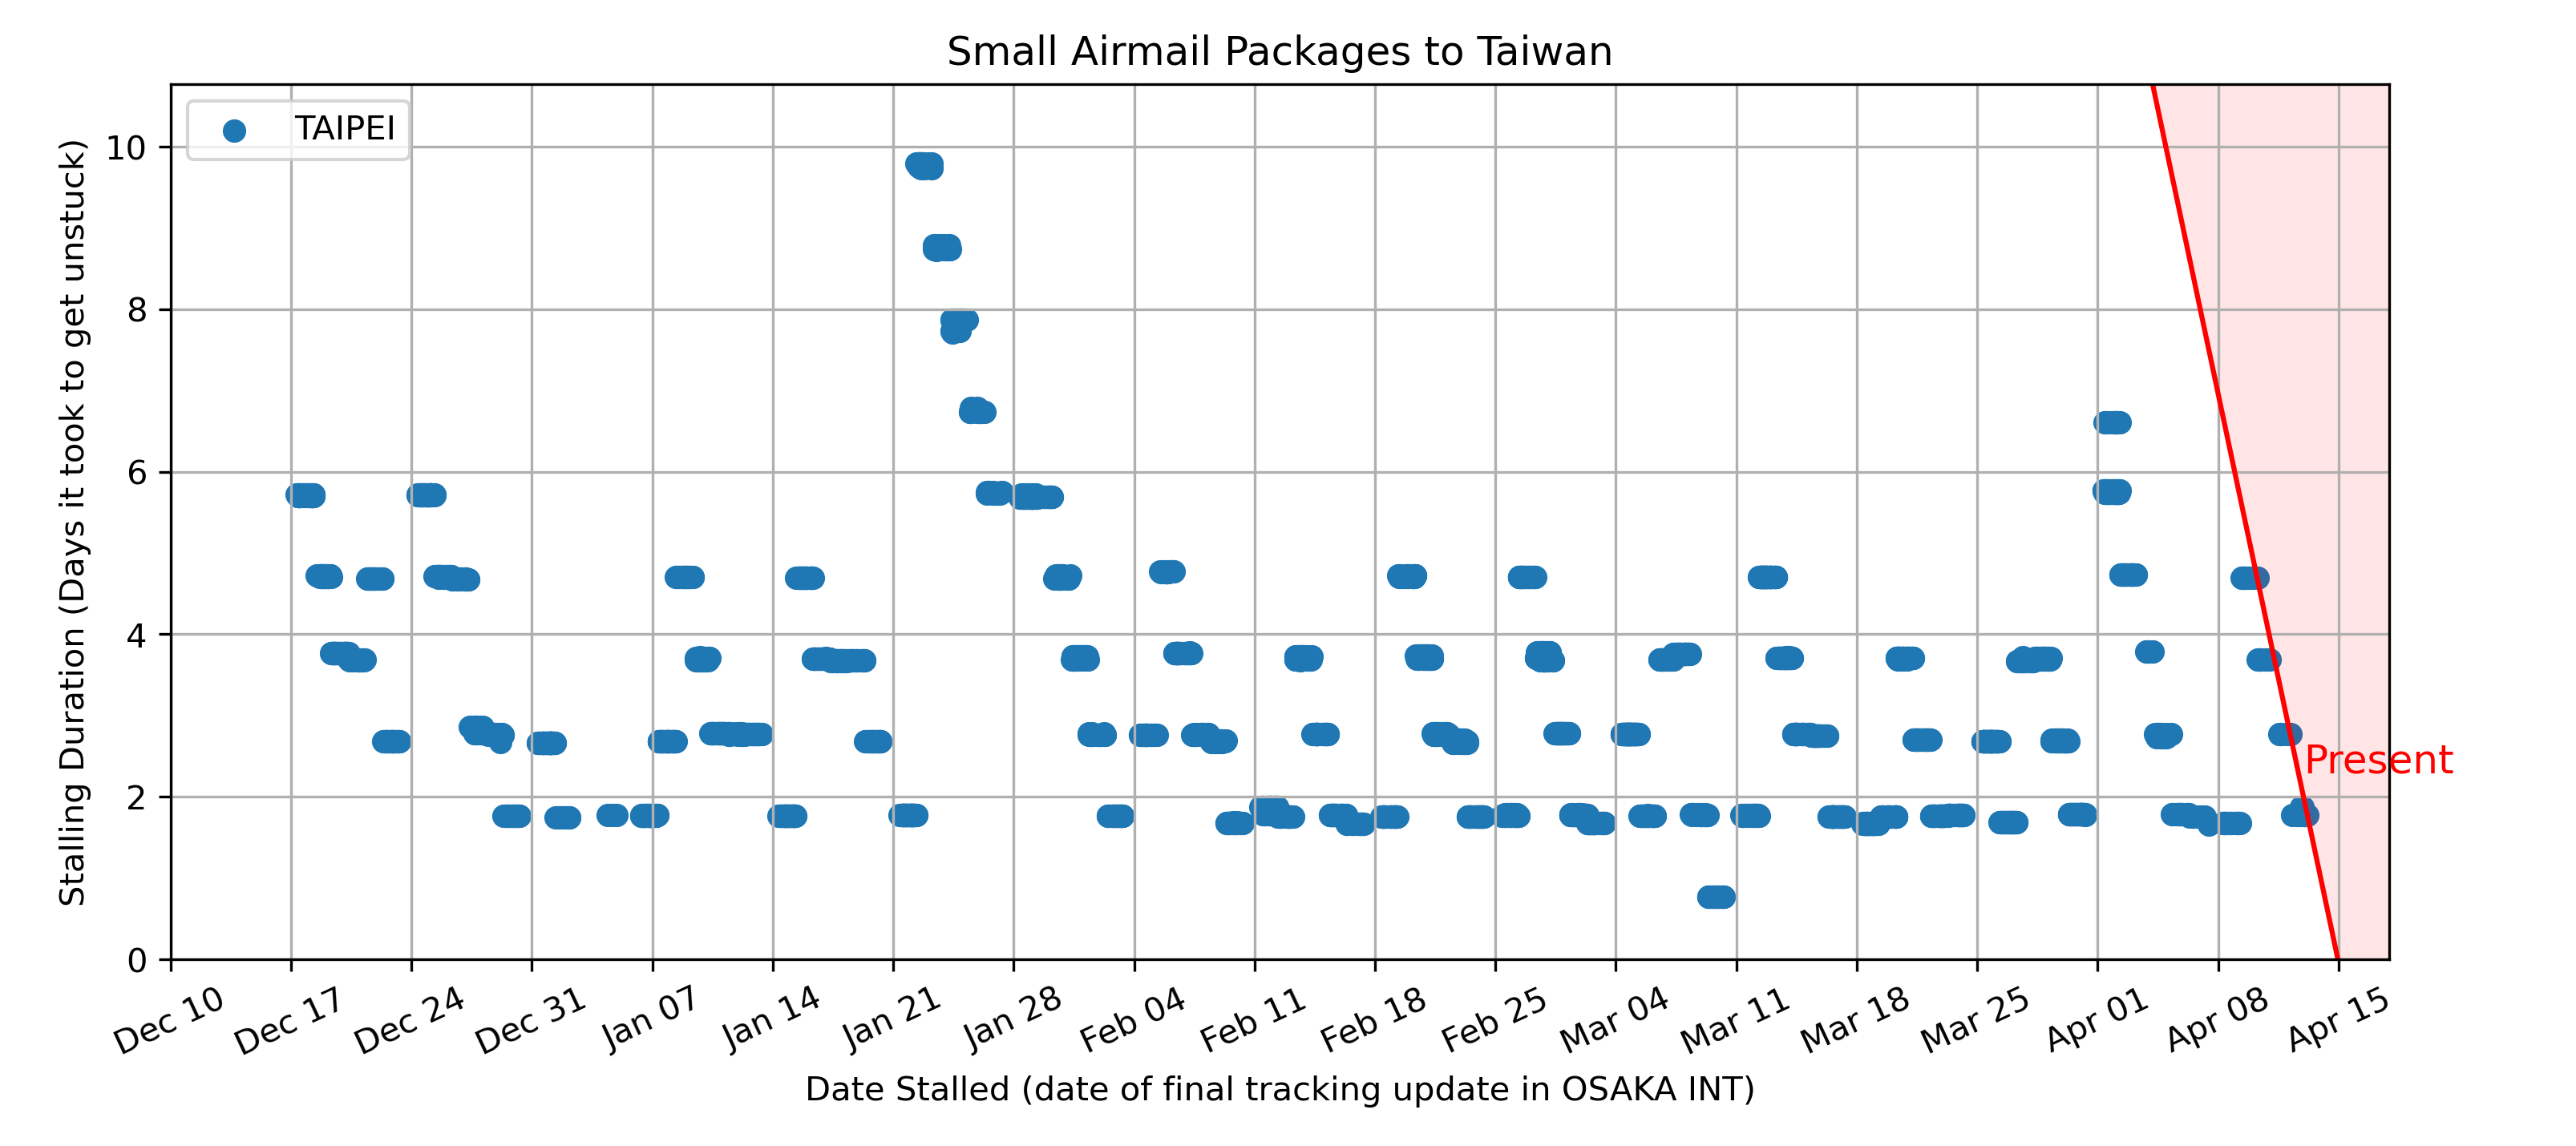 Small Airmail Packages to Taiwan
TAIPEI
Stalling Duration (Days it took to get unstuck)
10
8
6
4
2
0
Present
Dec 10
Dec 17
Dec 24
Dec 31
Jan 07
Jan 14
Jan 21
Jan 28
Feb 04
Feb 11
Feb 18
Feb 25
Mar 04
Mar 11
Mar 18
Mar 25
Apr 01
Apr 08
Apr 15
Date Stalled (date of final tracking update in OSAKA INT)